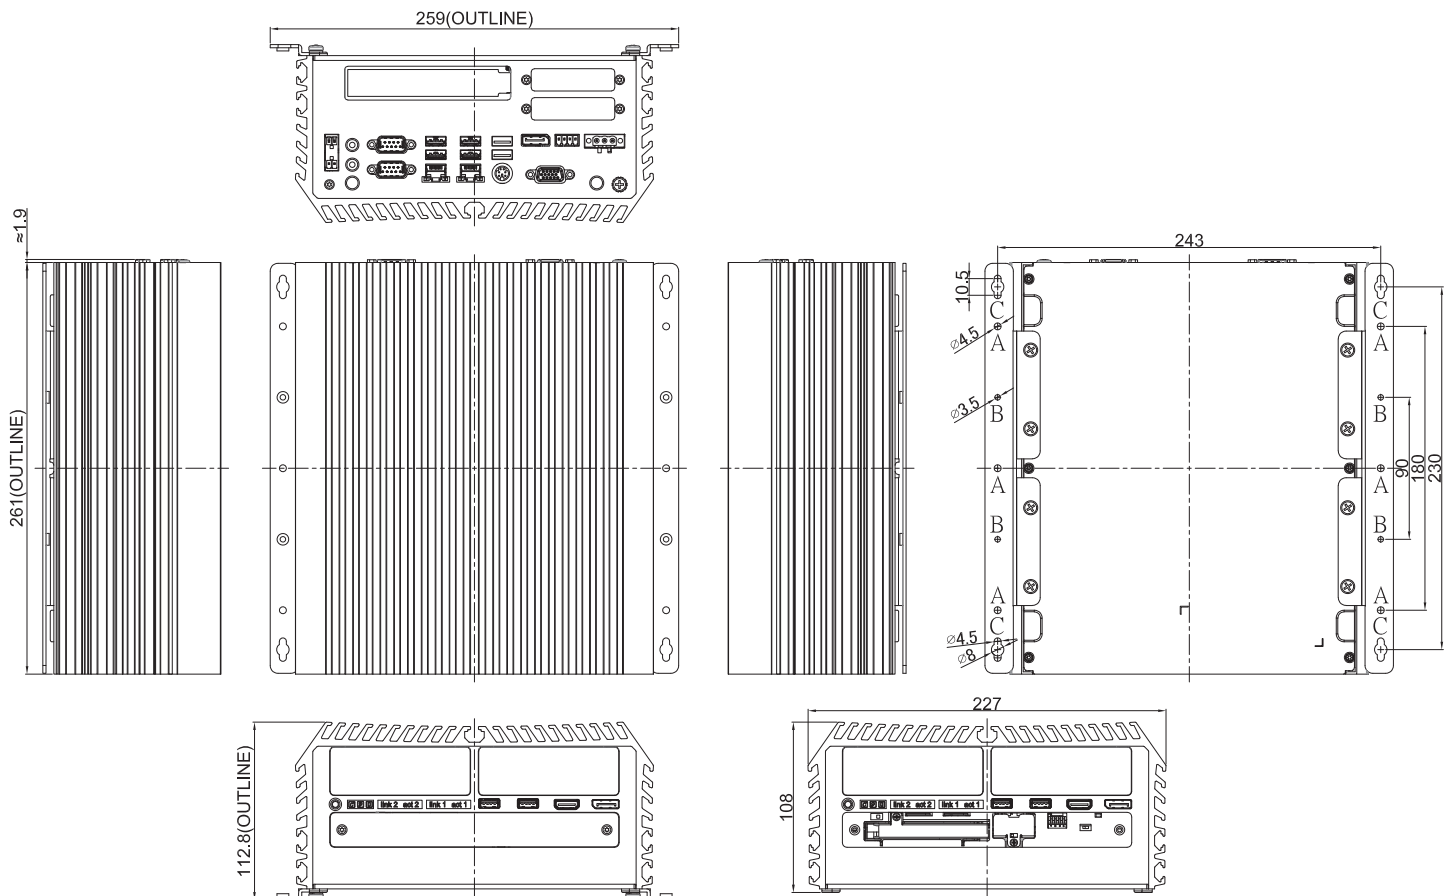 259(OUTLINE)
≈1.9
261(OUTLINE)
243
10.5
C
C
⌀4.5
A
A
⌀3.5
B
B
90
180
230
A
A
B
B
A
A
⌀4.5
C
C
⌀8
112.8(OUTLINE)
link 2 act 2 link 1 act 1
227
108
link 2 act 2 link 1 act 1